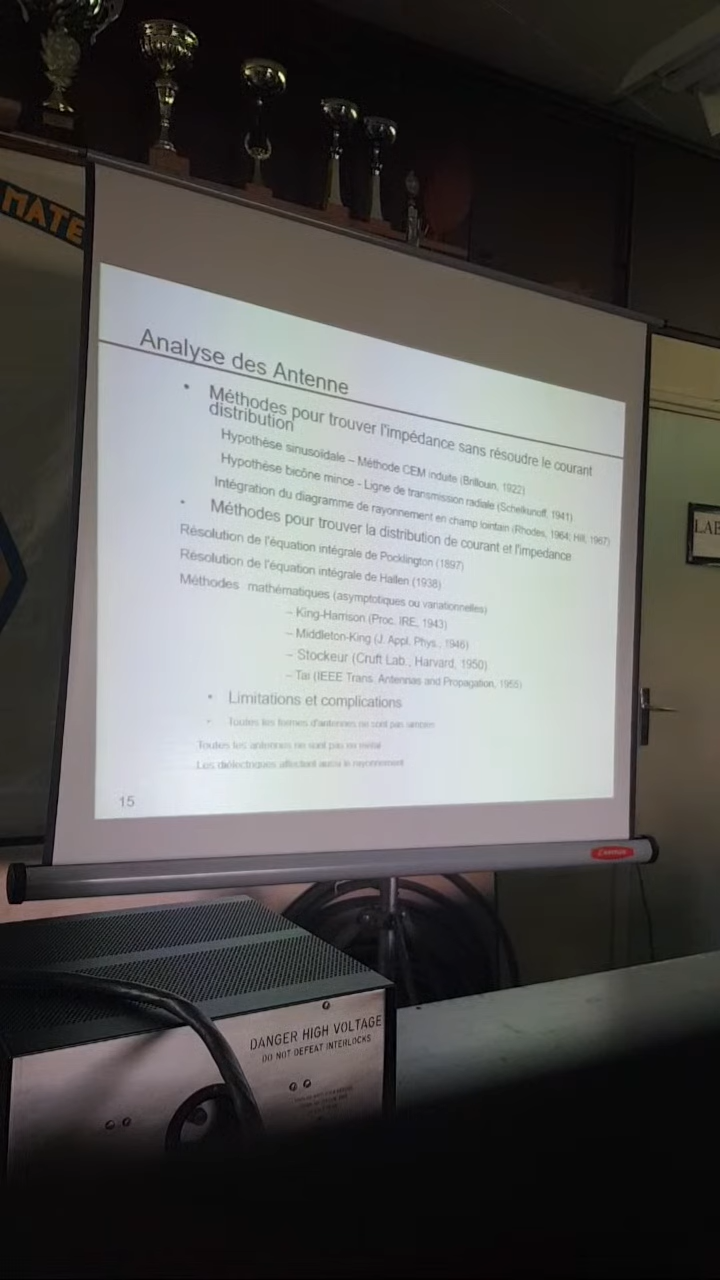 MATE
Analyse des Antenne
• Méthodes pour trouver l'impédance sans résoudre le courant
distribution
Hypothèse sinusoïdale – Méthode CEM induite (Brillouin, 1922)
Hypothèse bicône mince - Ligne de transmission radiale (Schelkunoff, 1941)
Intégration du diagramme de rayonnement en champ lointain (Rhodes, 1964; Hill, 1967)
• Méthodes pour trouver la distribution de courant et l'impedance
Résolution de l'équation intégrale de Pocklington (1897)
Résolution de l'équation intégrale de Hallen (1938)
Méthodes mathématiques (asymptotiques ou variationnelles)
– King-Harrison (Proc. IRE, 1943)
– Middleton-King (J. Appl. Phys., 1946)
– Stockeur (Cruft Lab., Harvard, 1950)
– Tai (IEEE Trans. Antennas and Propagation, 1955)
• Limitations et complications
• Toutes les formes d'antennes ne sont pas simples
Toutes les antennes ne sont pas en métal
Les diélectriques affectent aussi le rayonnement
15
LAB
DANGER HIGH VOLTAGE
DO NOT DEFEAT INTERLOCKS